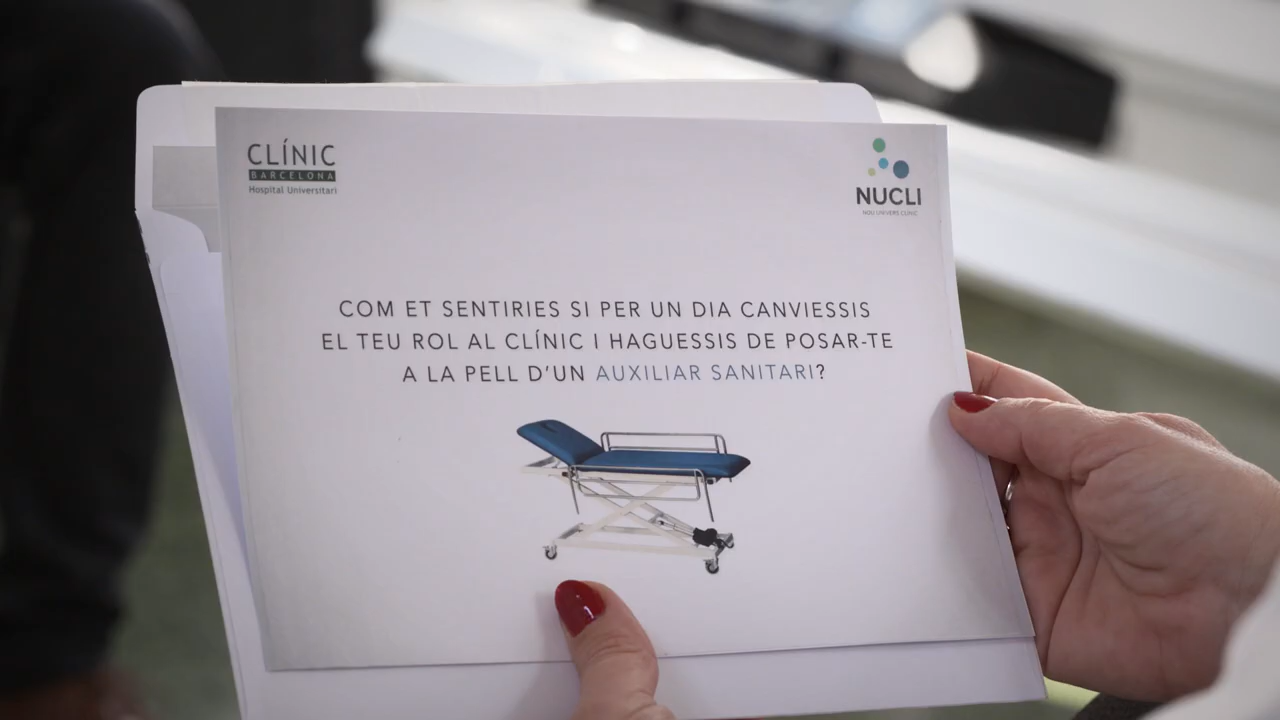 CLÍNIC
BARCELONA
Hospital Universitari
NUCLI
NOU UNIVERS CLÍNIC
COM ET SENTIRIES SI PER UN DIA CANVIESSIS
EL TEU ROL AL CLÍNIC I HAGUESSIS DE POSAR-TE
A LA PELL D'UN AUXILIAR SANITARI?